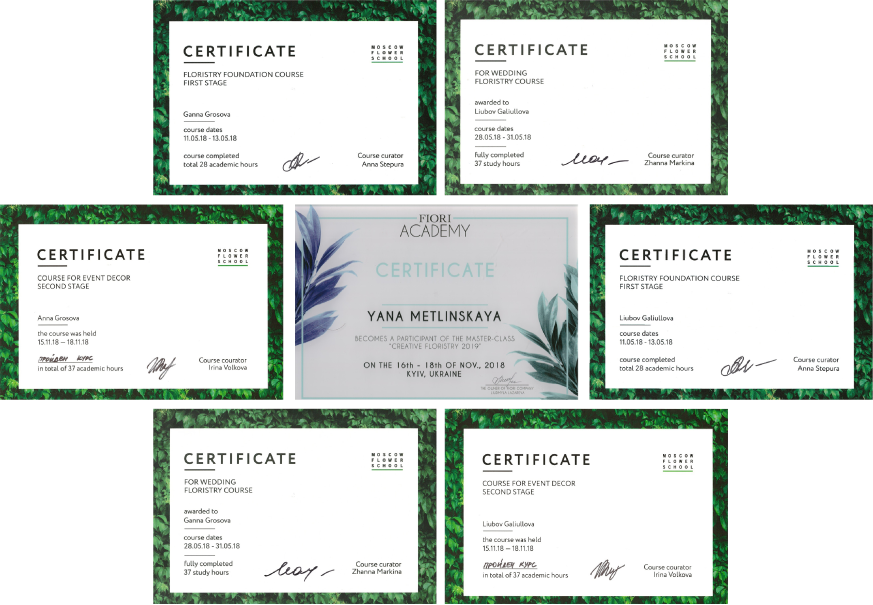 CERTIFICATE
MOSCOW
FLOWER
SCHOOL
FLORISTRY FOUNDATION COURSE
FIRST STAGE
Ganna Grosova
course dates
11.05.18 - 13.05.18
course completed
total 28 academic hours
Course curator
Anna Stepura
CERTIFICATE
MOSCOW
FLOWER
SCHOOL
FOR WEDDING
FLORISTRY COURSE
awarded to
Liubov Galiullova
course dates
28.05.18 - 31.05.18
fully completed
37 study hours
Course curator
Zhanna Markina
CERTIFICATE
MOSCOW
FLOWER
SCHOOL
COURSE FOR EVENT DECOR
SECOND STAGE
Anna Grosova
the course was held
15.11.18 — 18.11.18
пройден курс
in total of 37 academic hours
Course curator
Irina Volkova
FIORI
ACADEMY
CERTIFICATE
YANA METLINSKAYA
BECOMES A PARTICIPANT OF THE MASTER-CLASS
"CREATIVE FLORISTRY 2019"
ON THE 16th - 18th OF NOV., 2018
KYIV, UKRAINE
CERTIFICATE
MOSCOW
FLOWER
SCHOOL
FLORISTRY FOUNDATION COURSE
FIRST STAGE
Liubov Galiullova
course dates
11.05.18 - 13.05.18
course completed
total 28 academic hours
Course curator
Anna Stepura
CERTIFICATE
MOSCOW
FLOWER
SCHOOL
FOR WEDDING
FLORISTRY COURSE
awarded to
Ganna Grosova
course dates
28.05.18 - 31.05.18
fully completed
37 study hours
Course curator
Zhanna Markina
CERTIFICATE
MOSCOW
FLOWER
SCHOOL
COURSE FOR EVENT DECOR
SECOND STAGE
Liubov Galiullova
the course was held
15.11.18 — 18.11.18
пройден курс
in total of 37 academic hours
Course curator
Irina Volkova